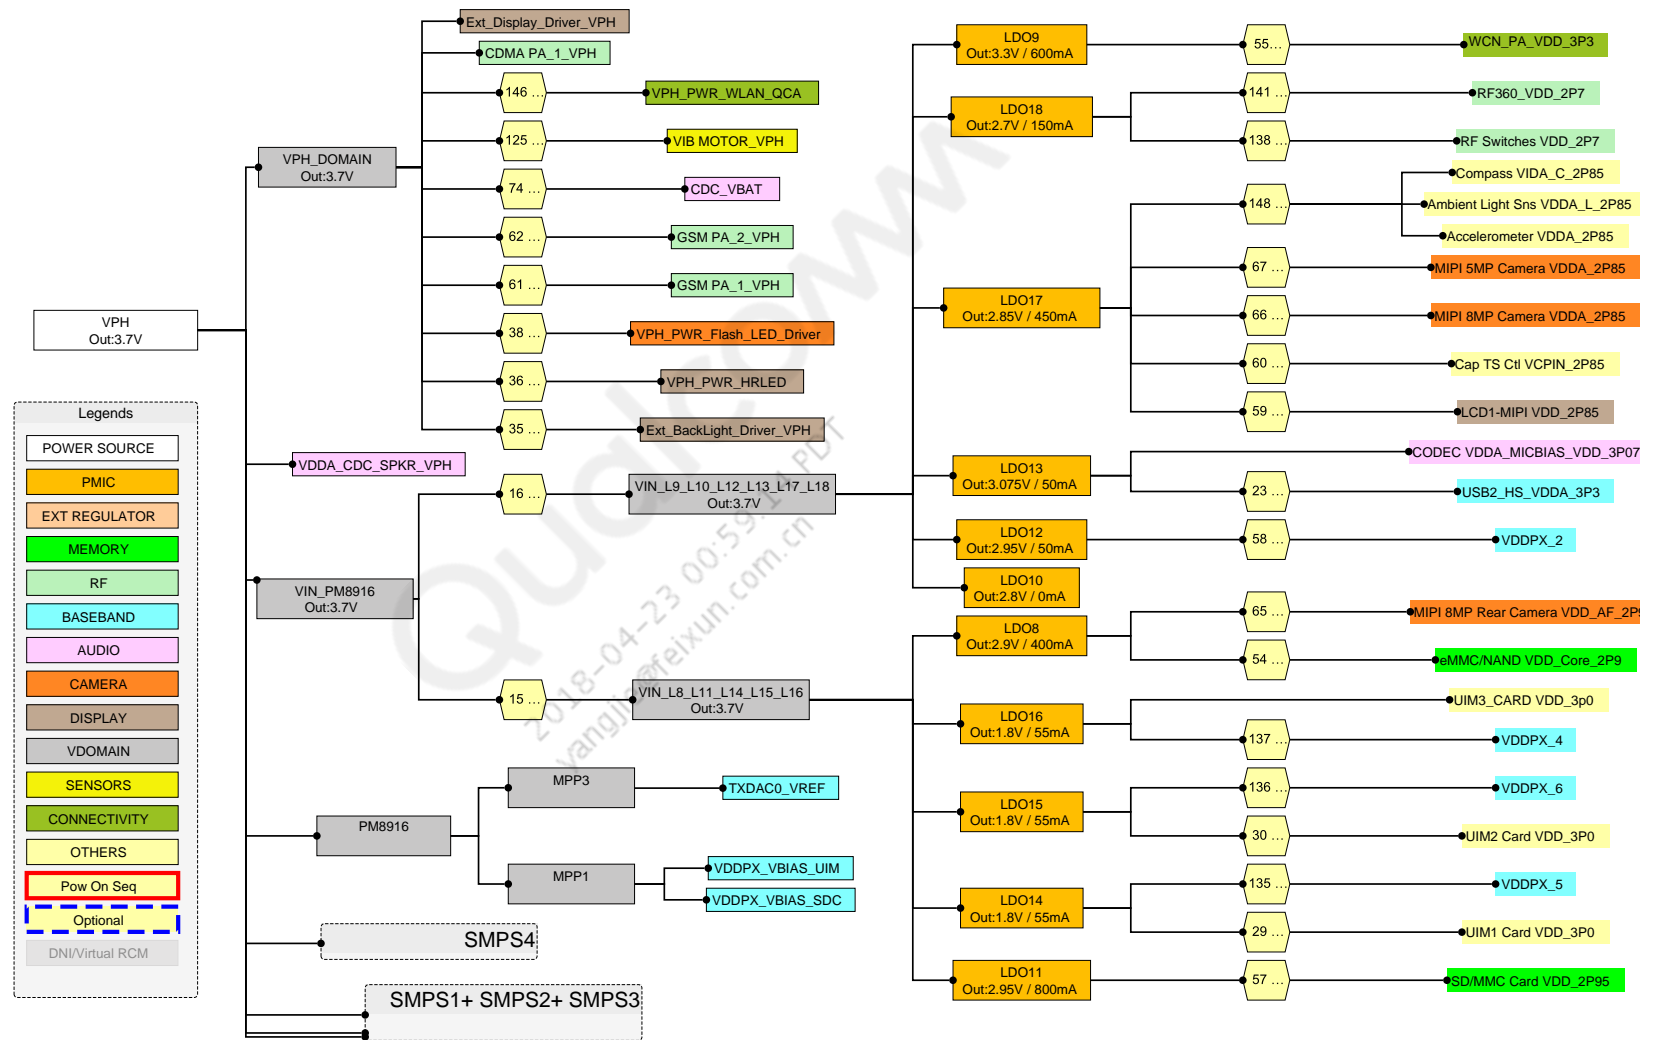 VPH
Out:3.7V
Legends
POWER SOURCE
PMIC
EXT REGULATOR
MEMORY
RF
BASEBAND
AUDIO
CAMERA
DISPLAY
VDOMAIN
SENSORS
CONNECTIVITY
OTHERS
Pow On Seq
Optional
DNI/Virtual RCM
VPH_DOMAIN
Out:3.7V
Ext_Display_Driver_VPH
CDMA PA_1_VPH
146 ...
VPH_PWR_WLAN_QCA
125 ...
VIB MOTOR_VPH
74 ...
CDC_VBAT
62 ...
GSM PA_2_VPH
61 ...
GSM PA_1_VPH
38 ...
VPH_PWR_Flash_LED_Driver
36 ...
VPH_PWR_HRLED
35 ...
Ext_BackLight_Driver_VPH
VDDA_CDC_SPKR_VPH
VIN_PM8916
Out:3.7V
16 ...
VIN_L9_L10_L12_L13_L17_L18
Out:3.7V
15 ...
VIN_L8_L11_L14_L15_L16
Out:3.7V
PM8916
MPP3
TXDAC0_VREF
MPP1
VDDPX_VBIAS_UIM
VDDPX_VBIAS_SDC
SMPS4
SMPS1+ SMPS2+ SMPS3
LDO9
Out:3.3V / 600mA
55...
WCN_PA_VDD_3P3
LDO18
Out:2.7V / 150mA
141 ...
RF360_VDD_2P7
138 ...
RF Switches VDD_2P7
LDO17
Out:2.85V / 450mA
148 ...
Compass VIDA_C_2P85
Ambient Light Sns VDDA_L_2P85
Accelerometer VDDA_2P85
67 ...
MIPI 5MP Camera VDDA_2P85
66 ...
MIPI 8MP Camera VDDA_2P85
60 ...
Cap TS Ctl VCPIN_2P85
59 ...
LCD1-MIPI VDD_2P85
LDO13
Out:3.075V / 50mA
CODEC VDDA_MICBIAS_VDD_3P07
23 ...
USB2_HS_VDDA_3P3
LDO12
Out:2.95V / 50mA
58 ...
VDDPX_2
LDO10
Out:2.8V / 0mA
LDO8
Out:2.9V / 400mA
65 ...
MIPI 8MP Rear Camera VDD_AF_2P9
54 ...
eMMC/NAND VDD_Core_2P9
LDO16
Out:1.8V / 55mA
UIM3_CARD VDD_3p0
137 ...
VDDPX_4
LDO15
Out:1.8V / 55mA
136 ...
VDDPX_6
30 ...
UIM2 Card VDD_3P0
LDO14
Out:1.8V / 55mA
135 ...
VDDPX_5
29 ...
UIM1 Card VDD_3P0
LDO11
Out:2.95V / 800mA
57 ...
SD/MMC Card VDD_2P95
Qualcomm
2018-04-23 00:59:14 PDT